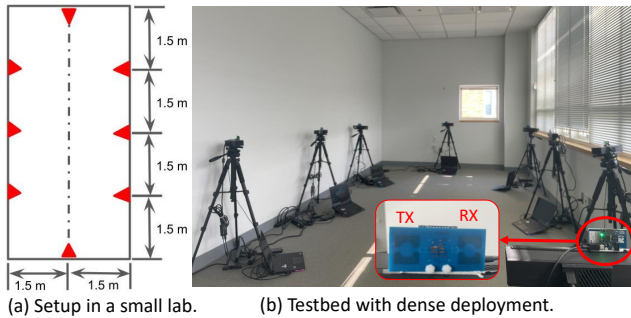 1.5 m
1.5 m
1.5 m
1.5 m
1.5 m 1.5 m
TX RX
(a) Setup in a small lab.
(b) Testbed with dense deployment.